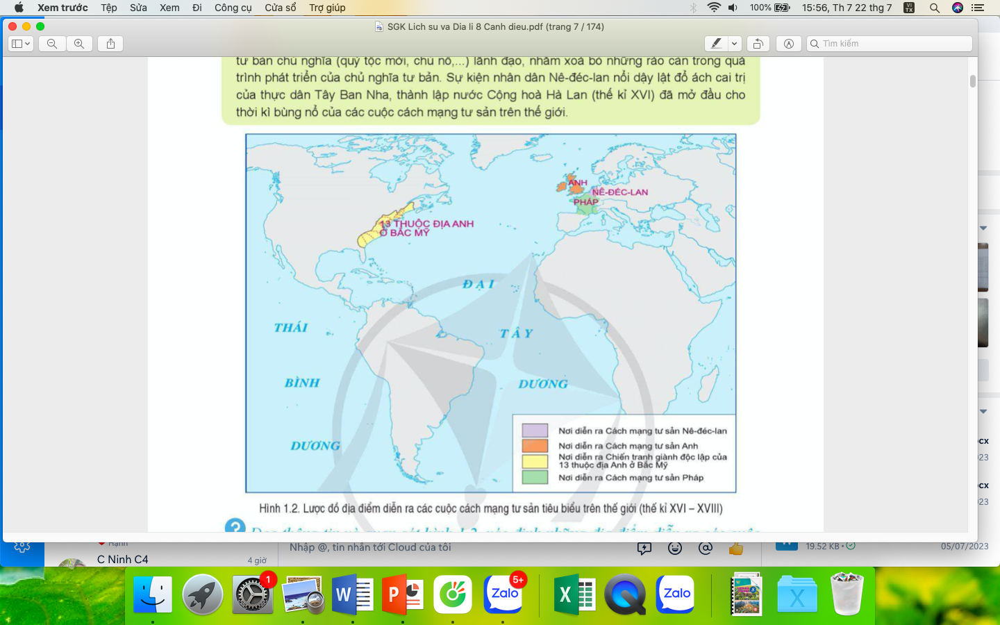 Xem trước Tệp Sửa Xem Đi Công cụ Cửa sổ Trợ giúp 100% 15:56, Th 7 22 thg 7 VI TX
SGK Lich su va Dia li 8 Canh dieu.pdf (trang 7 / 174)
Tìm kiếm
tư bản chủ nghĩa (quý tộc mới, chủ nô,...) lãnh đạo, nhằm xoá bỏ những rào cản trong quá
trình phát triển của chủ nghĩa tư bản. Sự kiện nhân dân Nê-đéc-lan nổi dậy lật đổ ách cai trị
của thực dân Tây Ban Nha, thành lập nước Cộng hoà Hà Lan (thế kỉ XVI) đã mở đầu cho
thời kì bùng nổ của các cuộc cách mạng tư sản trên thế giới.
ANH
NÊ-ĐÉC-LAN
PHÁP
13 THUỘC ĐỊA ANH
Ở BẮC MỸ
ĐẠI
THÁI
TÂY
BÌNH
DƯƠNG
DƯƠNG
Nơi diễn ra Cách mạng tư sản Nê-đéc-lan
Nơi diễn ra Cách mạng tư sản Anh
Nơi diễn ra Chiến tranh giành độc lập của
13 thuộc địa Anh ở Bắc Mỹ
Nơi diễn ra Cách mạng tư sản Pháp
Hình 1.2. Lược đồ địa điểm diễn ra các cuộc cách mạng tư sản tiêu biểu trên thế giới (thế kỉ XVI – XVIII)
?
ocx
23
ocx
23
Hạnh
C Ninh C4
4 giờ
Nhập @, tin nhắn tới Cloud của tôi
19.52 KB
05/07/2023
1
W
P
Zalo
5+
X
Zalo
X